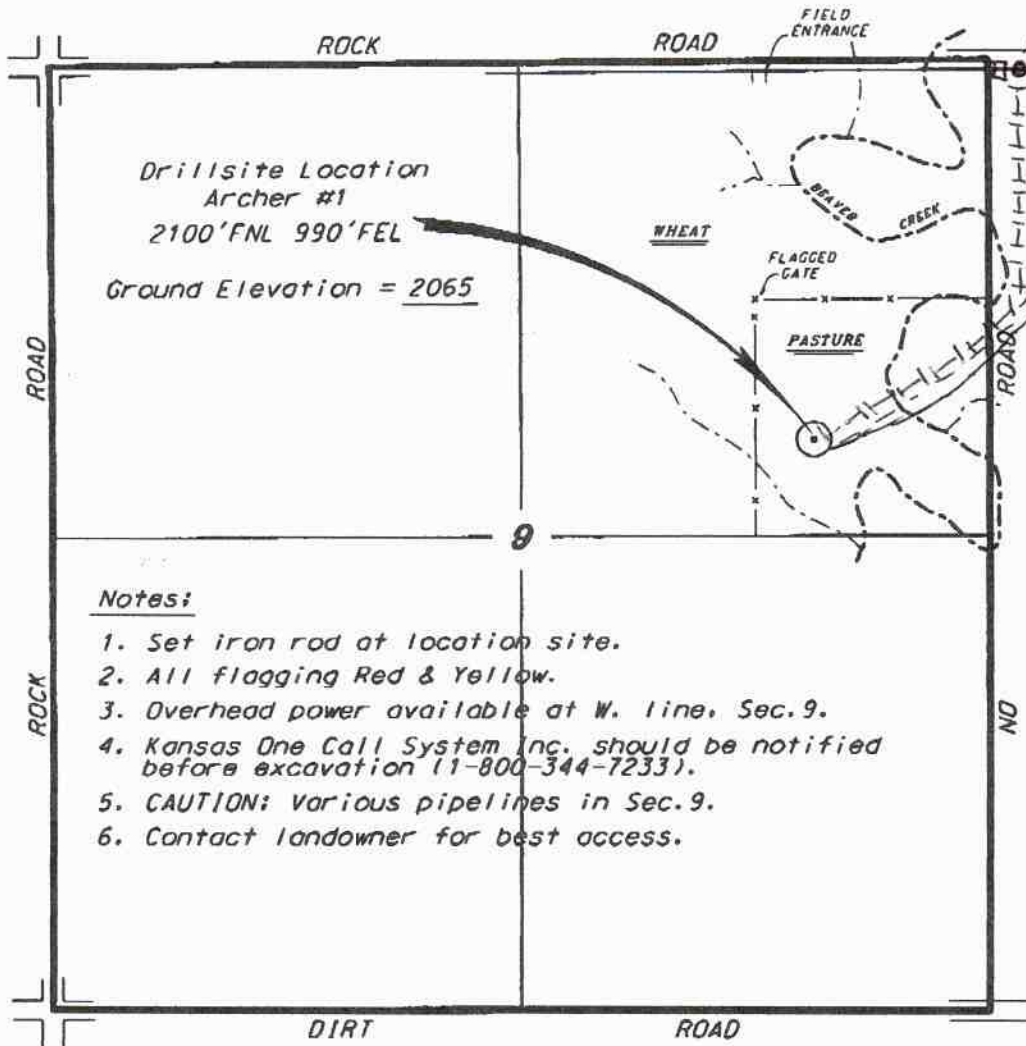 FIELD
ENTRANCE
ROCK ROAD
Drillsite Location
Archer #1
2100'FNL 990'FEL
Ground Elevation = 2065
WHEAT
BEAVER CREEK
FLAGGED
GATE
PASTURE
ROAD
ROAD
9
Notes:
1. Set iron rod at location site.
2. All flagging Red & Yellow.
3. Overhead power available at W. line, Sec.9.
4. Kansas One Call System Inc. should be notified
before excavation (1-800-344-7233).
5. CAUTION: Various pipelines in Sec.9.
6. Contact landowner for best access.
ROCK
NO
DIRT ROAD